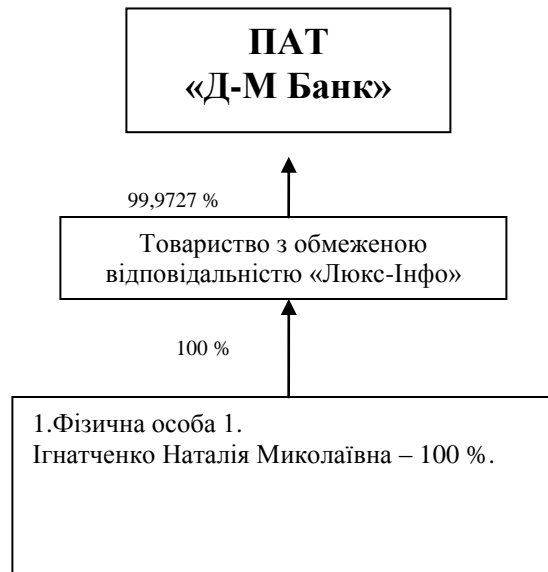 ПАТ
«Д-М Банк»
99,9727 %
Товариство з обмеженою
відповідальністю «Люкс-Інфо»
100 %
1.Фізична особа 1.
Ігнатченко Наталія Миколаївна – 100 %.